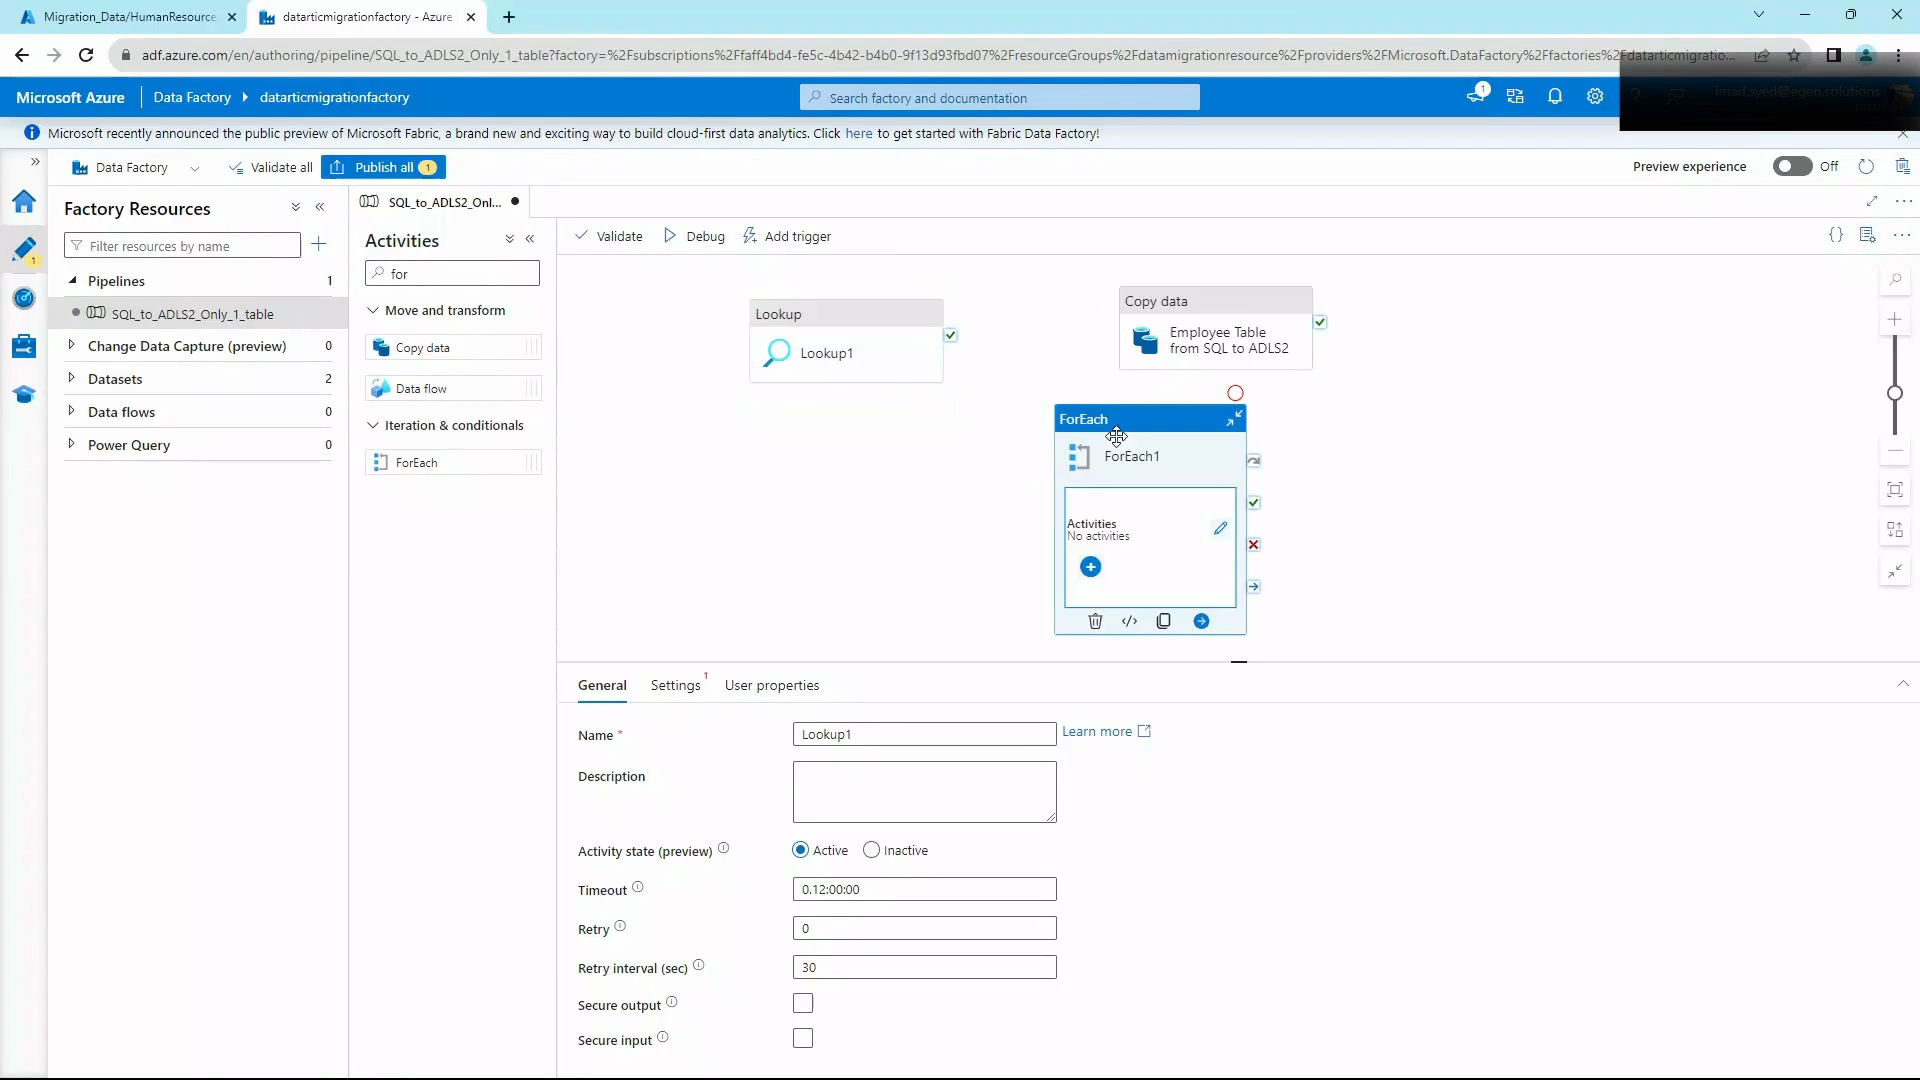 Migration_Data/HumanResource
datarticmigrationfactory - Azure
adf.azure.com/en/authoring/pipeline/SQL_to_ADLS2_Only_1_table?factory=%2Fsubscriptions%2Ffaff4bd4-fe5c-4b42-b4b0-9f13d93fbd07%2FresourceGroups%2Fdatamigrationresource%2Fproviders%2FMicrosoft.DataFactory%2Ffactories%2Fdatarticmigratio...
Microsoft Azure
Data Factory
datarticmigrationfactory
Search factory and documentation
1
imad.syed@egen.solutions
Microsoft recently announced the public preview of Microsoft Fabric, a brand new and exciting way to build cloud-first data analytics. Click here to get started with Fabric Data Factory!
Data Factory
Validate all
Publish all 1
Preview experience
Off
Factory Resources
Filter resources by name
1
Pipelines 1
SQL_to_ADLS2_Only_1_table
Change Data Capture (preview) 0
Datasets 2
Data flows 0
Power Query 0
SQL_to_ADLS2_Onl...
Activities
for
Move and transform
Copy data
Data flow
Iteration & conditionals
ForEach
Validate
Debug
Add trigger
Lookup
Lookup1
Copy data
Employee Table
from SQL to ADLS2
ForEach
ForEach1
Activities
No activities
General
Settings 1
User properties
Name *
Lookup1
Learn more
Description
Activity state (preview)
Active
Inactive
Timeout
0.12:00:00
Retry
0
Retry interval (sec)
30
Secure output
Secure input